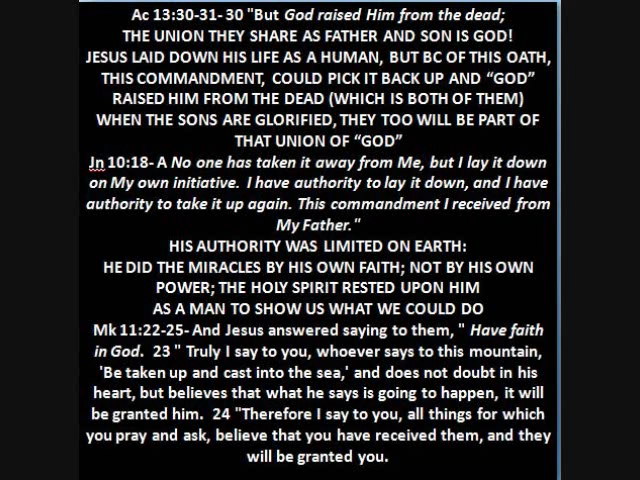 Ac 13:30-31- 30 "But God raised Him from the dead;
THE UNION THEY SHARE AS FATHER AND SON IS GOD!
JESUS LAID DOWN HIS LIFE AS A HUMAN, BUT BC OF THIS OATH,
THIS COMMANDMENT, COULD PICK IT BACK UP AND “GOD”
RAISED HIM FROM THE DEAD (WHICH IS BOTH OF THEM)
WHEN THE SONS ARE GLORIFIED, THEY TOO WILL BE PART OF
THAT UNION OF “GOD”
Jn 10:18- A No one has taken it away from Me, but I lay it down
on My own initiative. I have authority to lay it down, and I have
authority to take it up again. This commandment I received from
My Father."
HIS AUTHORITY WAS LIMITED ON EARTH:
HE DID THE MIRACLES BY HIS OWN FAITH; NOT BY HIS OWN
POWER; THE HOLY SPIRIT RESTED UPON HIM
AS A MAN TO SHOW US WHAT WE COULD DO
Mk 11:22-25- And Jesus answered saying to them, " Have faith
in God. 23 " Truly I say to you, whoever says to this mountain,
'Be taken up and cast into the sea,' and does not doubt in his
heart, but believes that what he says is going to happen, it will
be granted him. 24 "Therefore I say to you, all things for which
you pray and ask, believe that you have received them, and they
will be granted you.